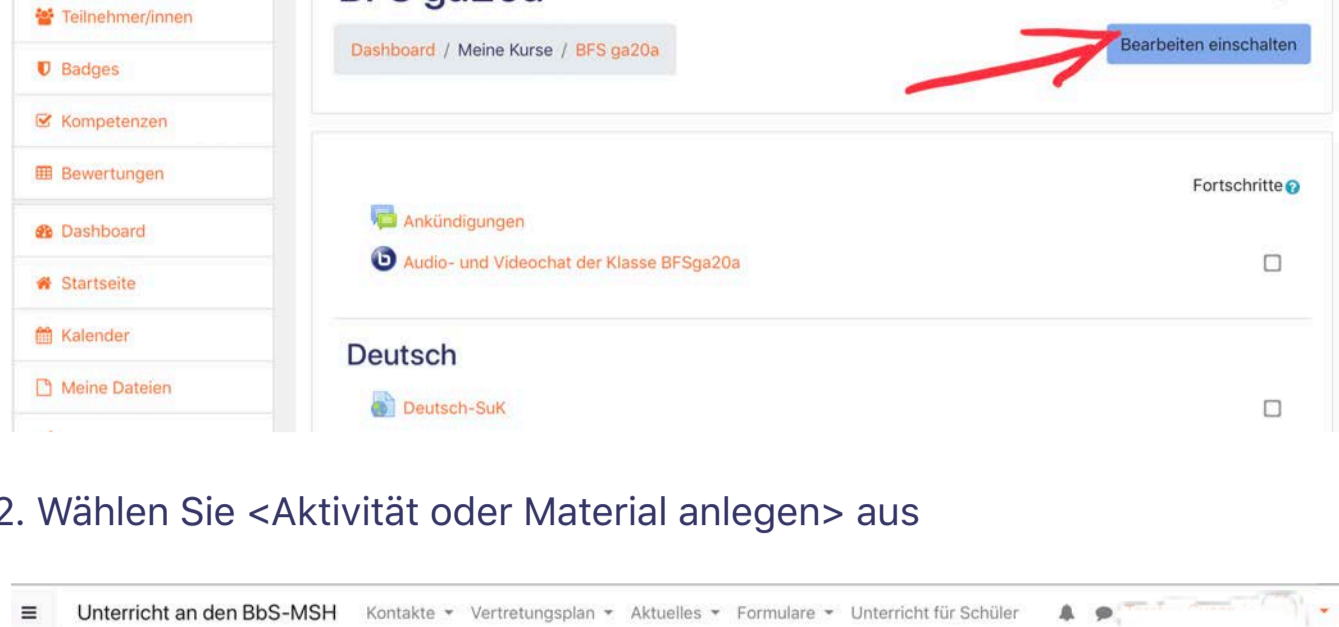 Teilnehmer/innen
Badges
Kompetenzen
Bewertungen
Dashboard
Startseite
Kalender
Meine Dateien
BFS ga20a
Dashboard / Meine Kurse / BFS ga20a
Bearbeiten einschalten
Fortschritte
Ankündigungen
Audio- und Videochat der Klasse BFSga20a
Deutsch
Deutsch-SuK
2. Wählen Sie <Aktivität oder Material anlegen> aus
Unterricht an den BbS-MSH Kontakte Vertretungsplan Aktuelles Formulare Unterricht für Schüler